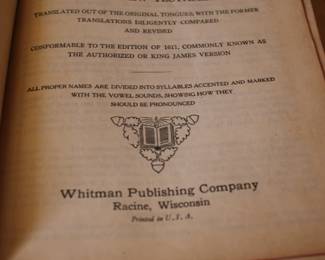 TRANSLATED OUT OF THE ORIGINAL TONGUES; WITH THE FORMER
TRANSLATIONS DILIGENTLY COMPARED
AND REVISED
CONFORMABLE TO THE EDITION OF 1611, COMMONLY KNOWN AS
THE AUTHORIZED OR KING JAMES VERSION
ALL PROPER NAMES ARE DIVIDED INTO SYLLABLES ACCENTED AND MARKED
WITH THE VOWEL SOUNDS, SHOWING HOW THEY
SHOULD BE PRONOUNCED
Whitman Publishing Company
Racine, Wisconsin
Printed in U.S.A.